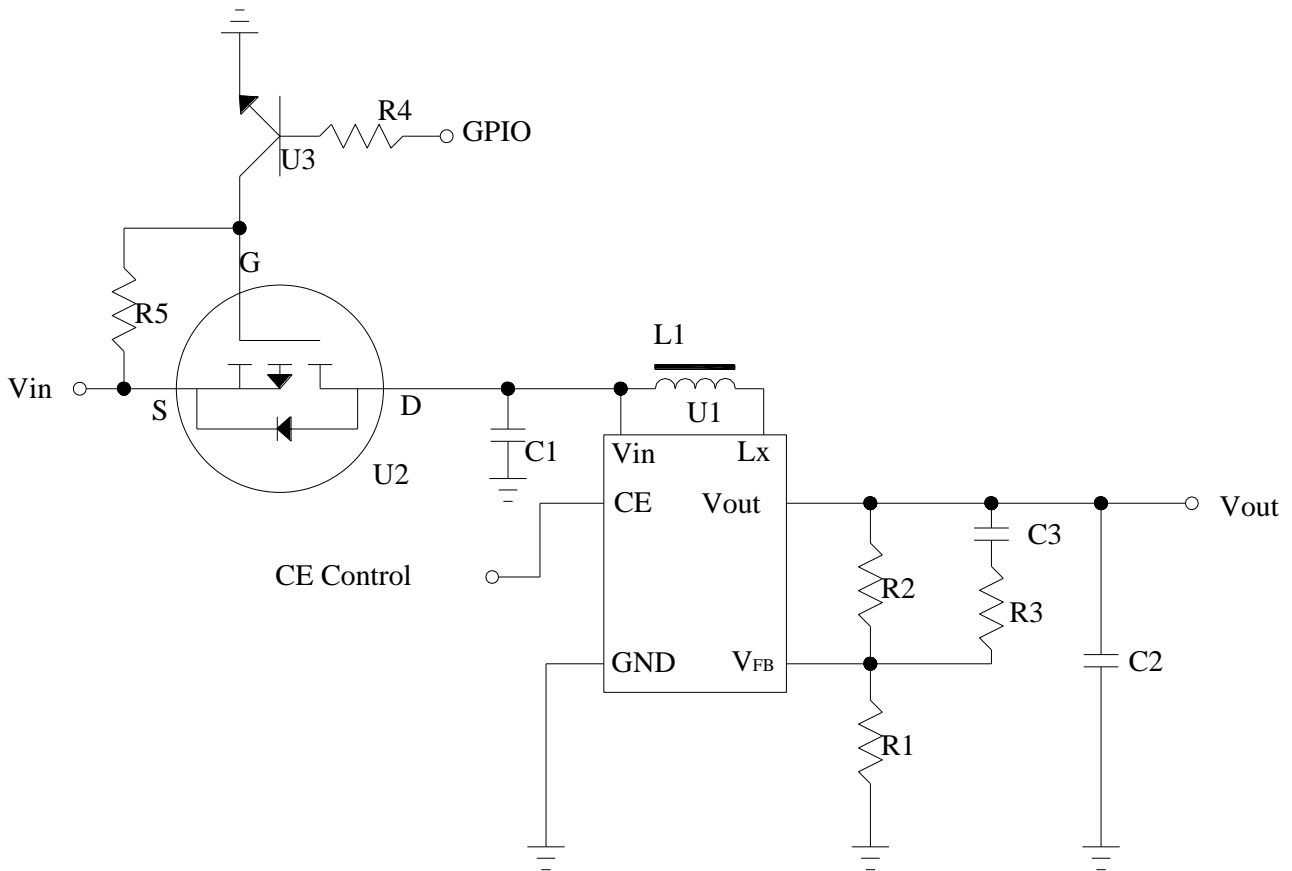 R4
GPIO
U3
G
R5
L1
Vin
S
D
U1
C1
Vin
Lx
U2
CE
Vout
Vout
C3
CE Control
R2
R3
GND
VFB
C2
R1